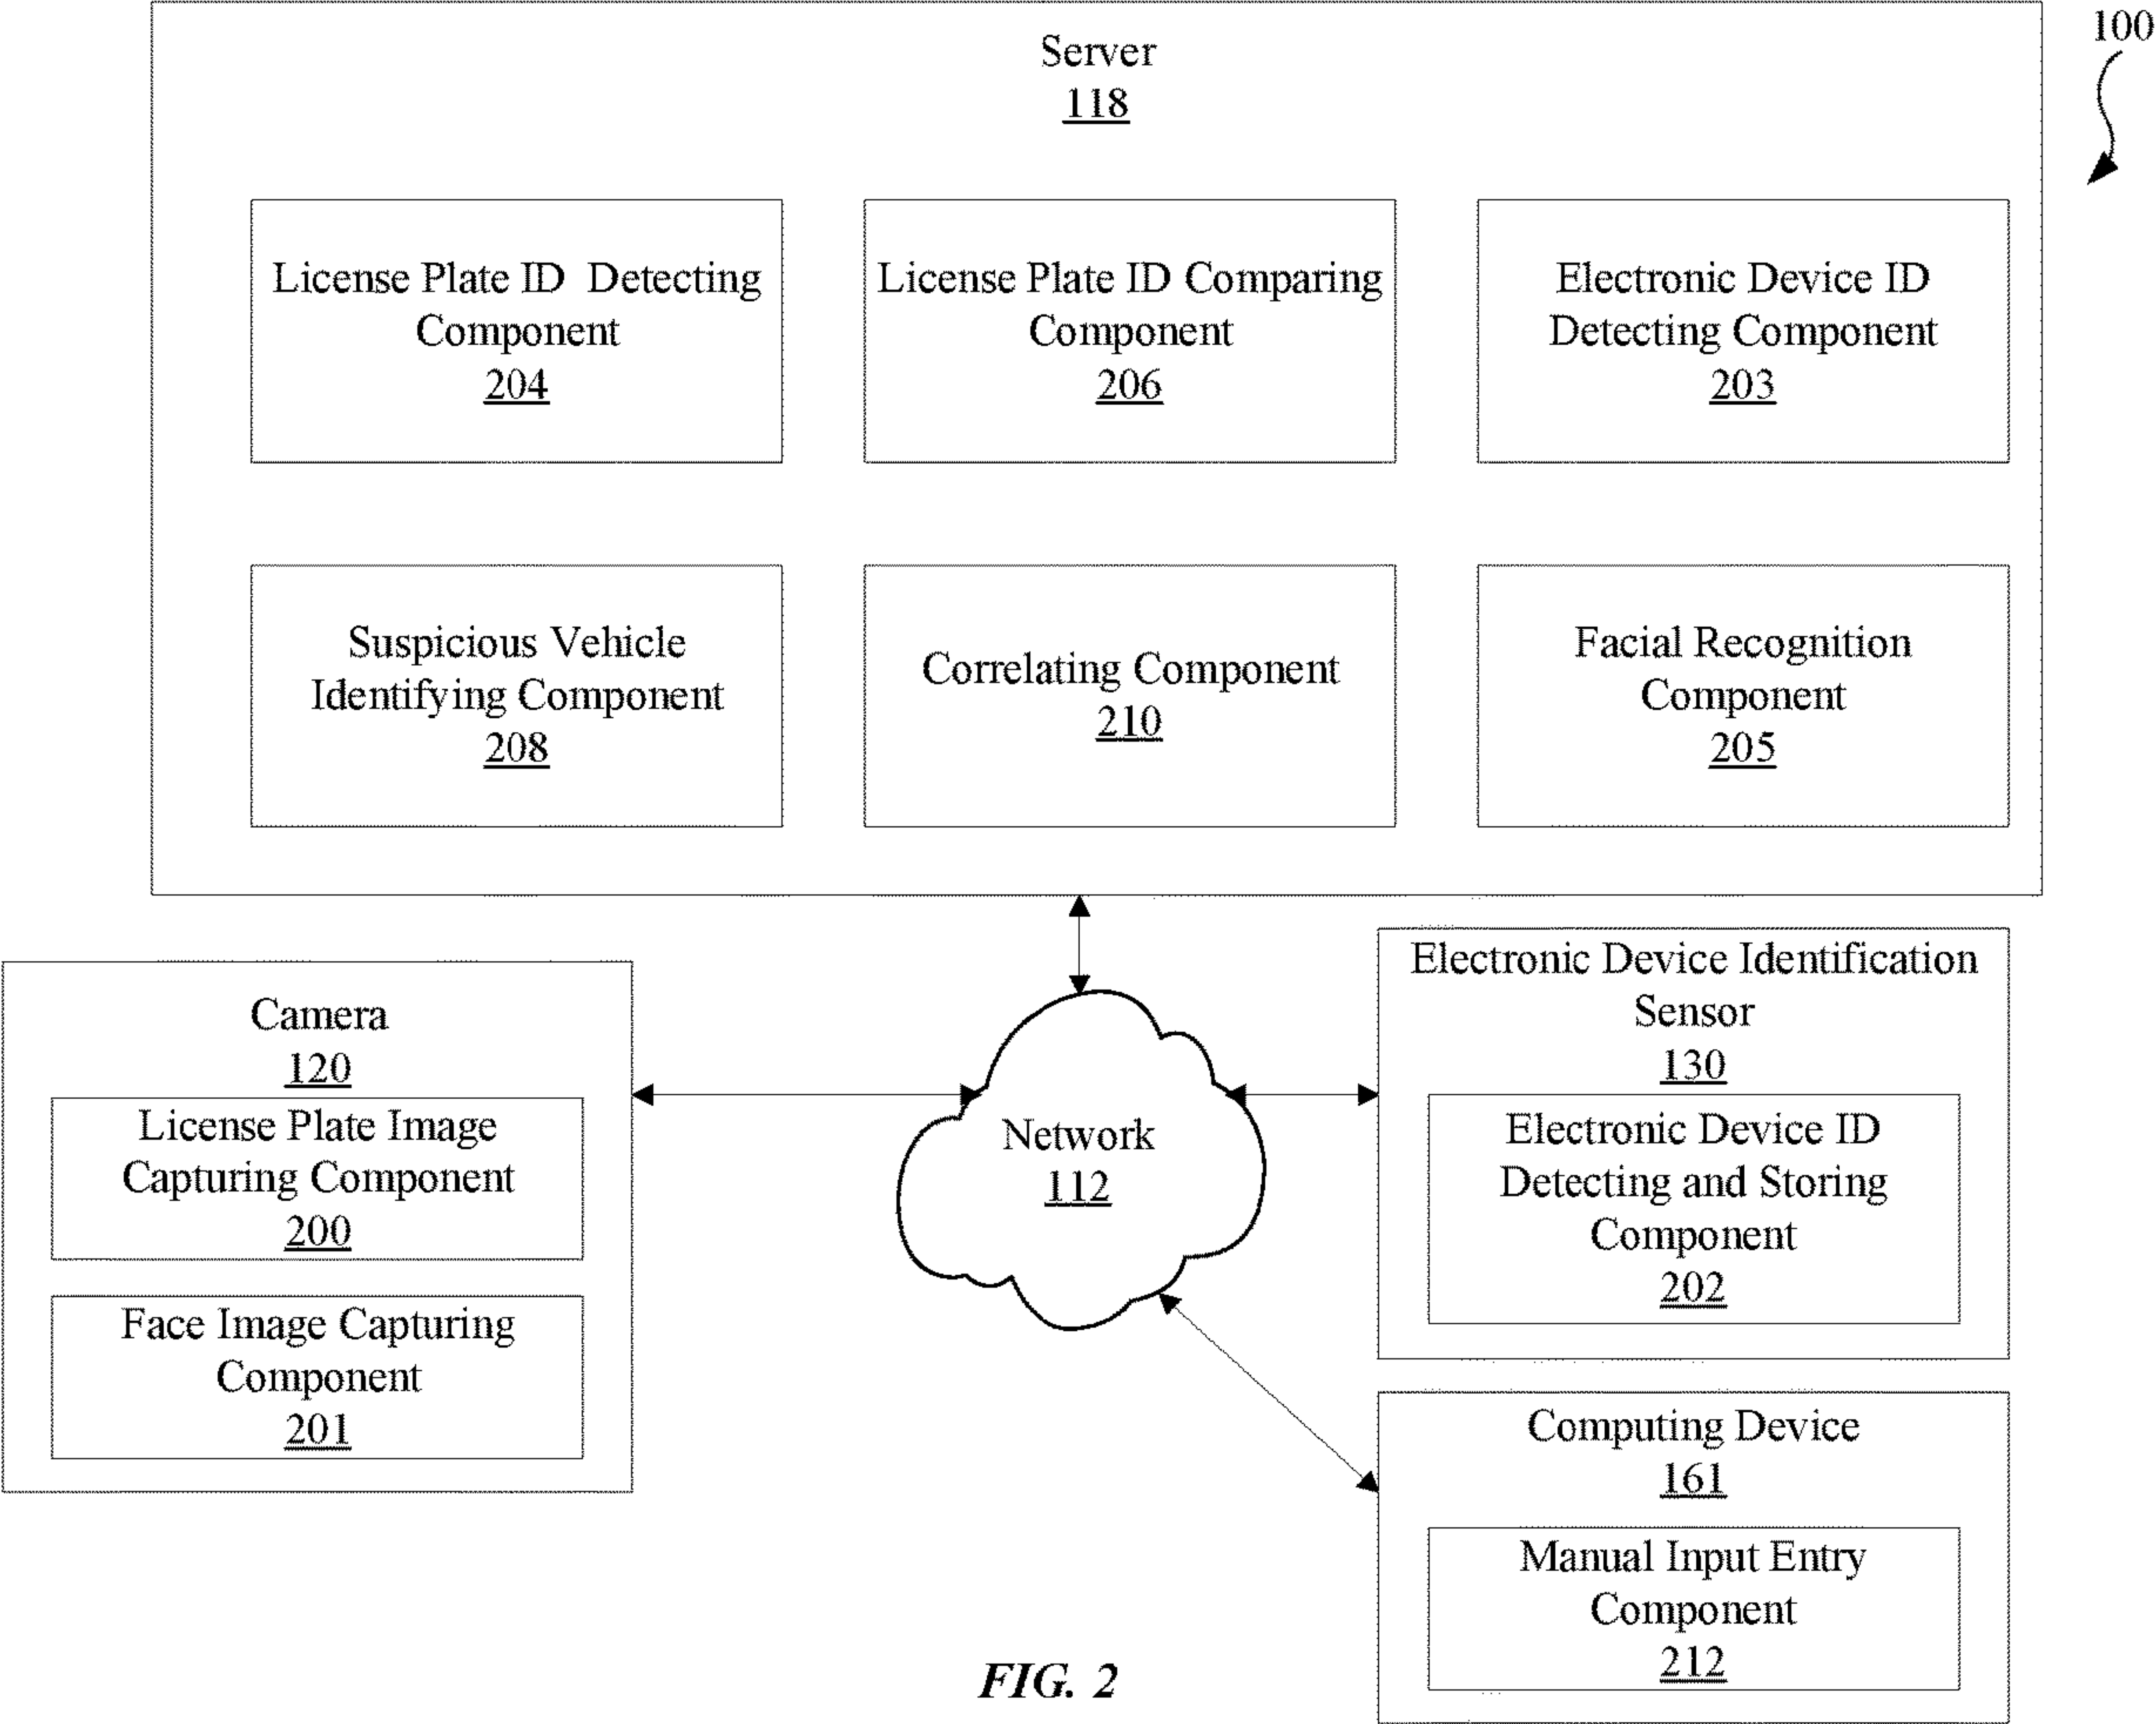 100
Server
118
License Plate ID Detecting
Component
204
License Plate ID Comparing
Component
206
Electronic Device ID
Detecting Component
203
Suspicious Vehicle
Identifying Component
208
Correlating Component
210
Facial Recognition
Component
205
Camera
120
License Plate Image
Capturing Component
200
Face Image Capturing
Component
201
Network
112
Electronic Device Identification
Sensor
130
Electronic Device ID
Detecting and Storing
Component
202
Computing Device
161
Manual Input Entry
Component
212
FIG. 2